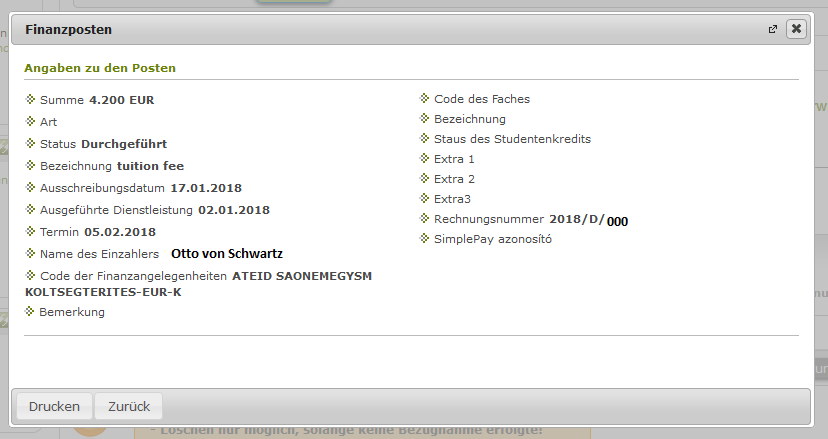 Finanzposten
Angaben zu den Posten
Summe 4.200 EUR
Art
Status Durchgeführt
Bezeichnung tuition fee
Ausschreibungsdatum 17.01.2018
Ausgeführte Dienstleistung 02.01.2018
Termin 05.02.2018
Name des Einzahlers Otto von Schwartz
Code der Finanzangelegenheiten ATEID SAONEMEGYSM
KOLTSEGTERITES-EUR-K
Bemerkung
Code des Faches
Bezeichnung
Staus des Studentenkredits
Extra 1
Extra 2
Extra3
Rechnungsnummer 2018/D/000
SimplePay azonosító
Drucken Zurück
- Löschen nur möglich, Solange keine Bezugnahme erfolgte!